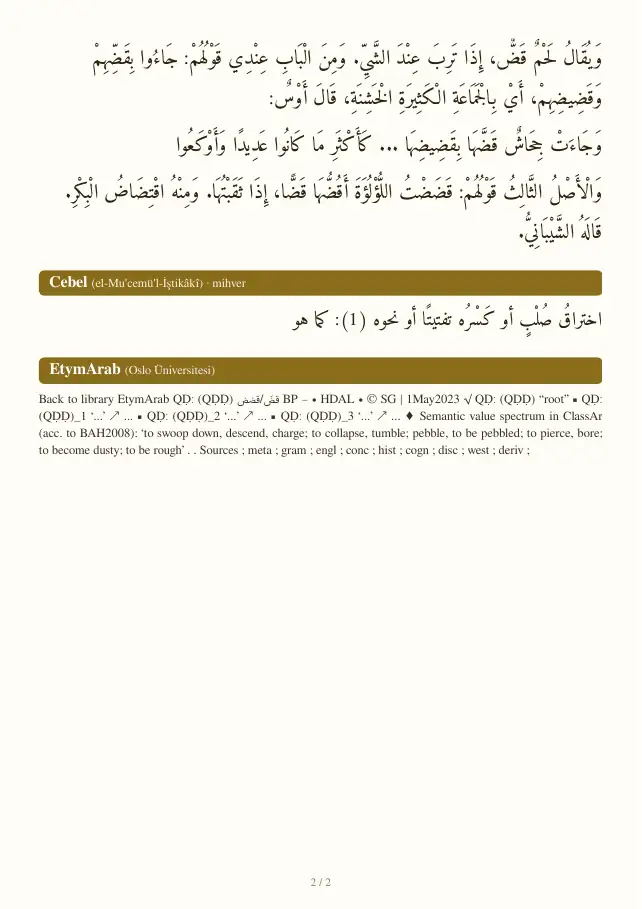 وَيُقَالُ لَحْمٌ قَضٌّ، إِذَا تَرِبَ عِنْدَ الشَّيِّ. وَمِنَ الْبَابِ عِنْدِي قَوْلُهُمْ: جَاءُوا بِقَضِّهِمْ
وَقَضِيضِهِمْ، أَيْ بِالْجَمَاعَةِ الْكَثِيرَةِ الْخَشِنَةِ، قَالَ أَوْسٌ:
وَجَاءَتْ جِحَاشٌ قَضَّهَا بِقَضِيضِهَا ... كَأَكْثَرِ مَا كَانُوا عَدِيدًا وَأَوْكَعُوا
وَالْأَصْلُ الثَّالِثُ قَوْلُهُمْ: قَضَضْتُ اللُّؤْلُؤَةَ أَقُضُّهَا قَضًّا، إِذَا ثَقَبْتُهَا. وَمِنْهُ اقْتِضَاضُ الْبِكْرِ.
قَالَهُ الشَّيْبَانِيُّ.
Cebel (el-Mu'cemü'l-İştikâkî) · mihver
اختراقُ صُلْبٍ أو كَسْرُه تفتيتًا أو نحوه (1): كما هو
EtymArab (Oslo Üniversitesi)
Back to library EtymArab QḌ: (QḌḌ) قضّ/قضض BP – • HDAL • © SG | 1May2023 √ QḌ: (QḌḌ) “root” ▪ QḌ:
(QḌḌ)_1 ‘...’ ↗ ... ▪ QḌ: (QḌḌ)_2 ‘...’ ↗ ... ▪ QḌ: (QḌḌ)_3 ‘...’ ↗ ... ♦ Semantic value spectrum in ClassAr
(acc. to BAH2008): ‘to swoop down, descend, charge; to collapse, tumble; pebble, to be pebbled; to pierce, bore;
to become dusty; to be rough’ . . Sources ; meta ; gram ; engl ; conc ; hist ; cogn ; disc ; west ; deriv ;
2 / 2